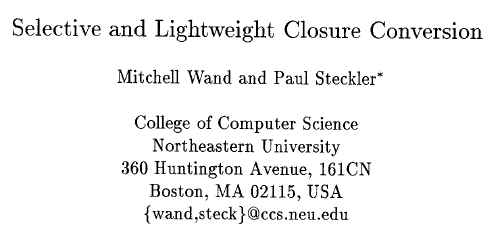 Selective and Lightweight Closure Conversion
Mitchell Wand and Paul Steckler*
College of Computer Science
Northeastern University
360 Huntington Avenue, 161CN
Boston, MA 02115, USA
{wand,steck}@ccs.neu.edu